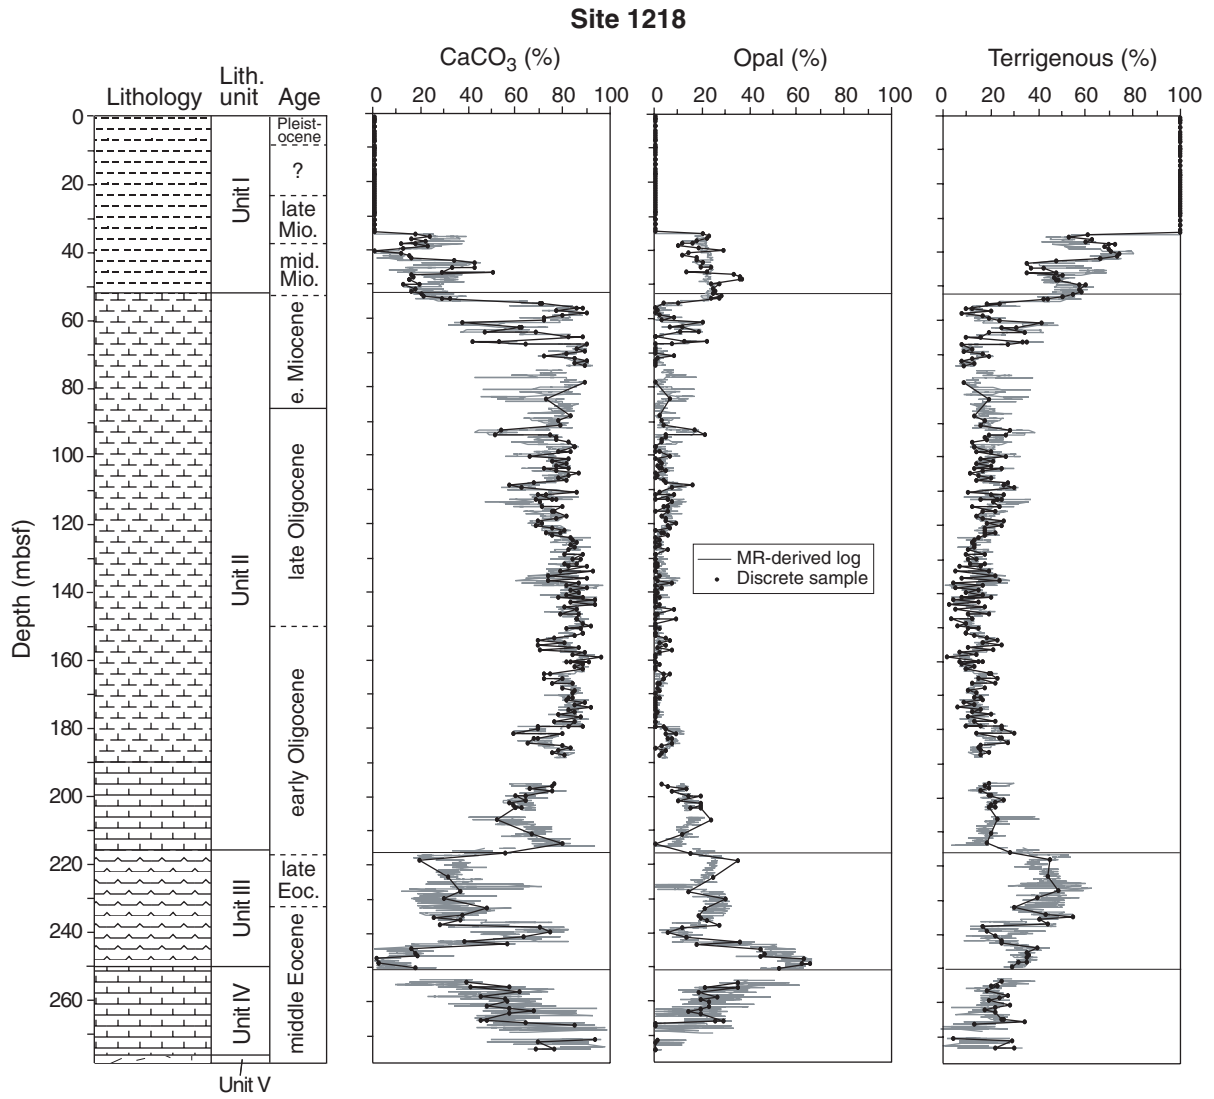 Site 1218
CaCO3 (%)
Opal (%)
Terrigenous (%)
Lithology
Lith.
unit
Age
0 20 40 60 80 100
0 20 40 60 80 100
0 20 40 60 80 100
Depth (mbsf)
0
20
40
60
80
100
120
140
160
180
200
220
240
260
Unit I
Unit II
Unit III
Unit IV
Unit V
Pleist-
ocene
?
late
Mio.
mid.
Mio.
e. Miocene
late Oligocene
early Oligocene
late
Eoc.
middle Eocene
MR-derived log
Discrete sample